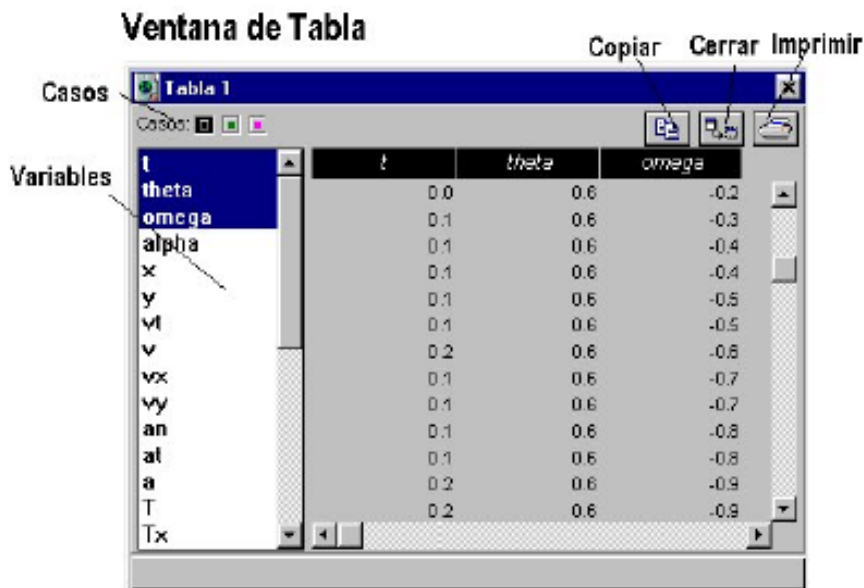 Ventana de Tabla
Copiar Cerrar Imprimir
Casos
Tabla 1
Casos:
Variables
t
theta
omega
alpha
x
y
vt
v
vx
vy
an
at
a
T
Tx
t theta omega
0.0 0.6 -0.2
0.1 0.6 -0.3
0.1 0.6 -0.4
0.1 0.6 -0.4
0.1 0.6 -0.5
0.1 0.6 -0.5
0.2 0.6 -0.6
0.1 0.6 -0.7
0.1 0.6 -0.7
0.1 0.6 -0.8
0.1 0.6 -0.8
0.2 0.6 -0.9
0.2 0.6 -0.9